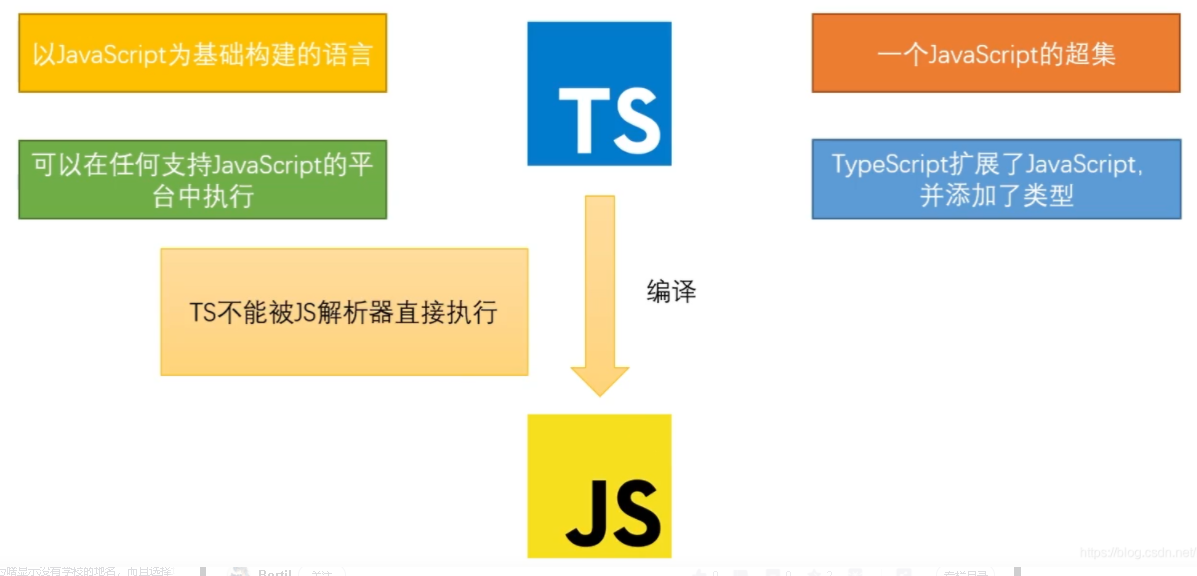 以JavaScript为基础构建的语言
一个JavaScript的超集
TS
可以在任何支持JavaScript的平
台中执行
TypeScript扩展了JavaScript,
并添加了类型
TS不能被JS解析器直接执行
编译
JS
https://blog.csdn.net/